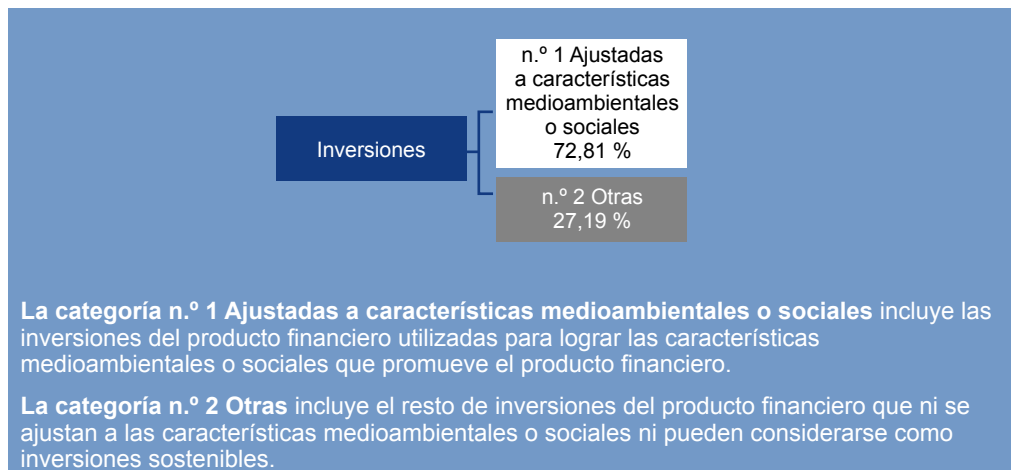 n.º 1 Ajustadas
a características
medioambientales
o sociales
72,81 %
Inversiones
n.º 2 Otras
27,19 %
La categoría n.º 1 Ajustadas a características medioambientales o sociales incluye las
inversiones del producto financiero utilizadas para lograr las características
medioambientales o sociales que promueve el producto financiero.
La categoría n.º 2 Otras incluye el resto de inversiones del producto financiero que ni se
ajustan a las características medioambientales o sociales ni pueden considerarse como
inversiones sostenibles.